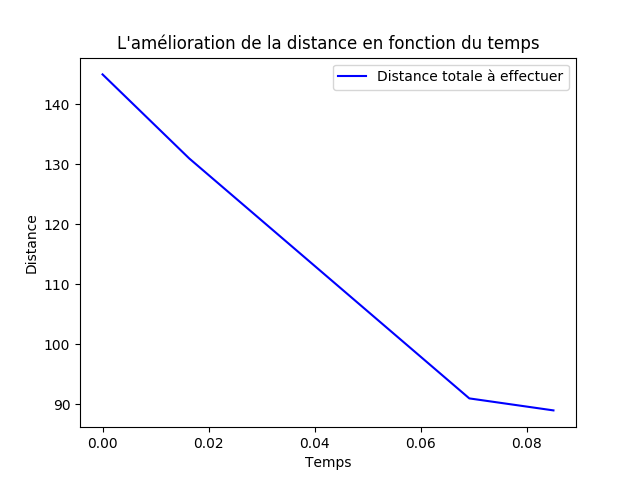 L'amélioration de la distance en fonction du temps
Distance totale à effectuer
Distance
140
130
120
110
100
90
0.00 0.02 0.04 0.06 0.08
Temps